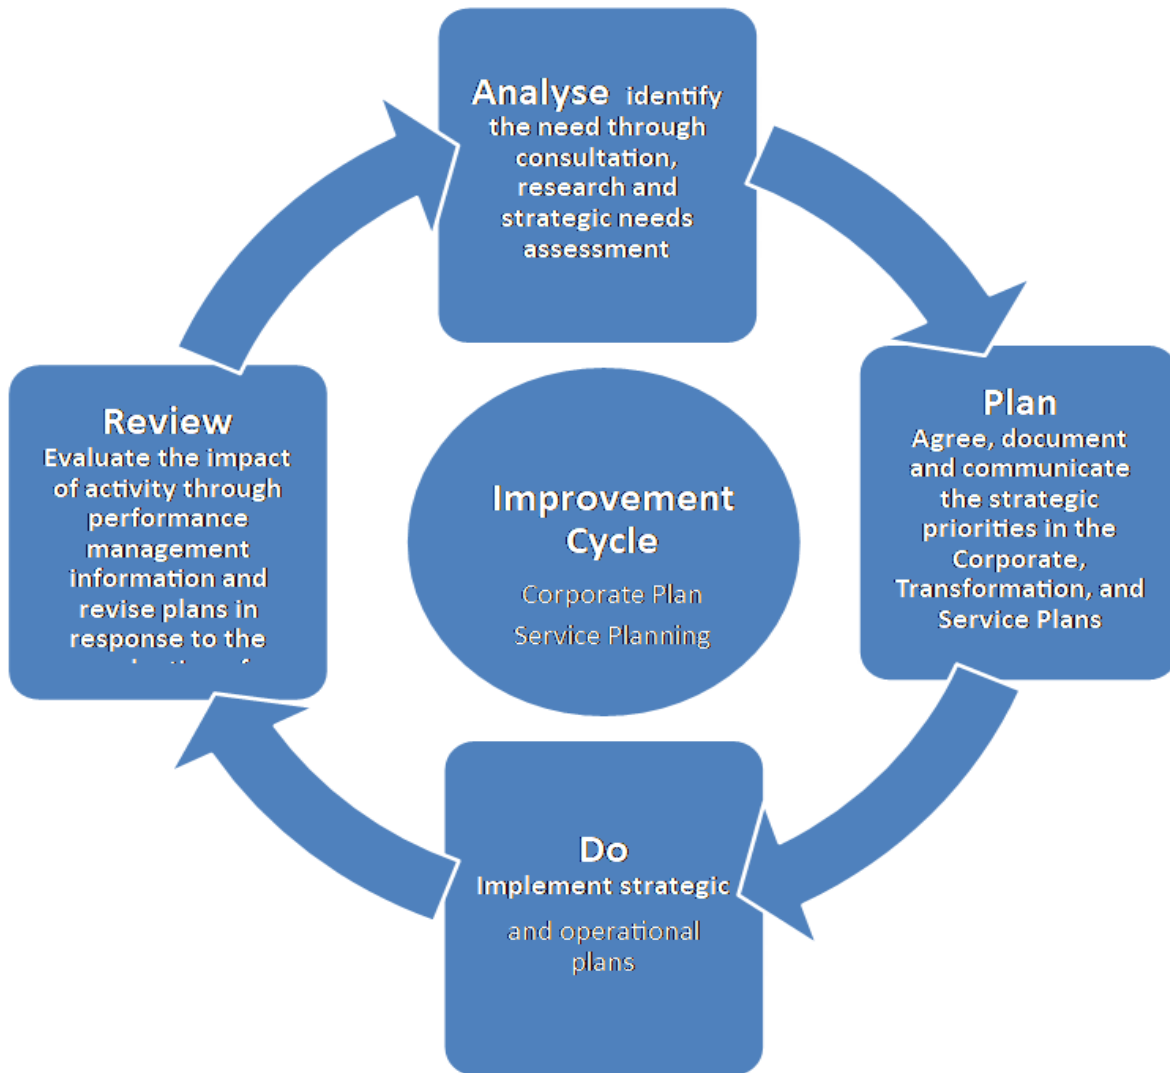 Analyse identify
the need through
consultation,
research and
strategic needs
assessment
Plan
Agree, document
and communicate
the strategic
priorities in the
Corporate,
Transformation, and
Service Plans
Do
Implement strategic
and operational
plans
Review
Evaluate the impact
of activity through
performance
management
information and
revise plans in
response to the
Improvement
Cycle
Corporate Plan
Service Planning